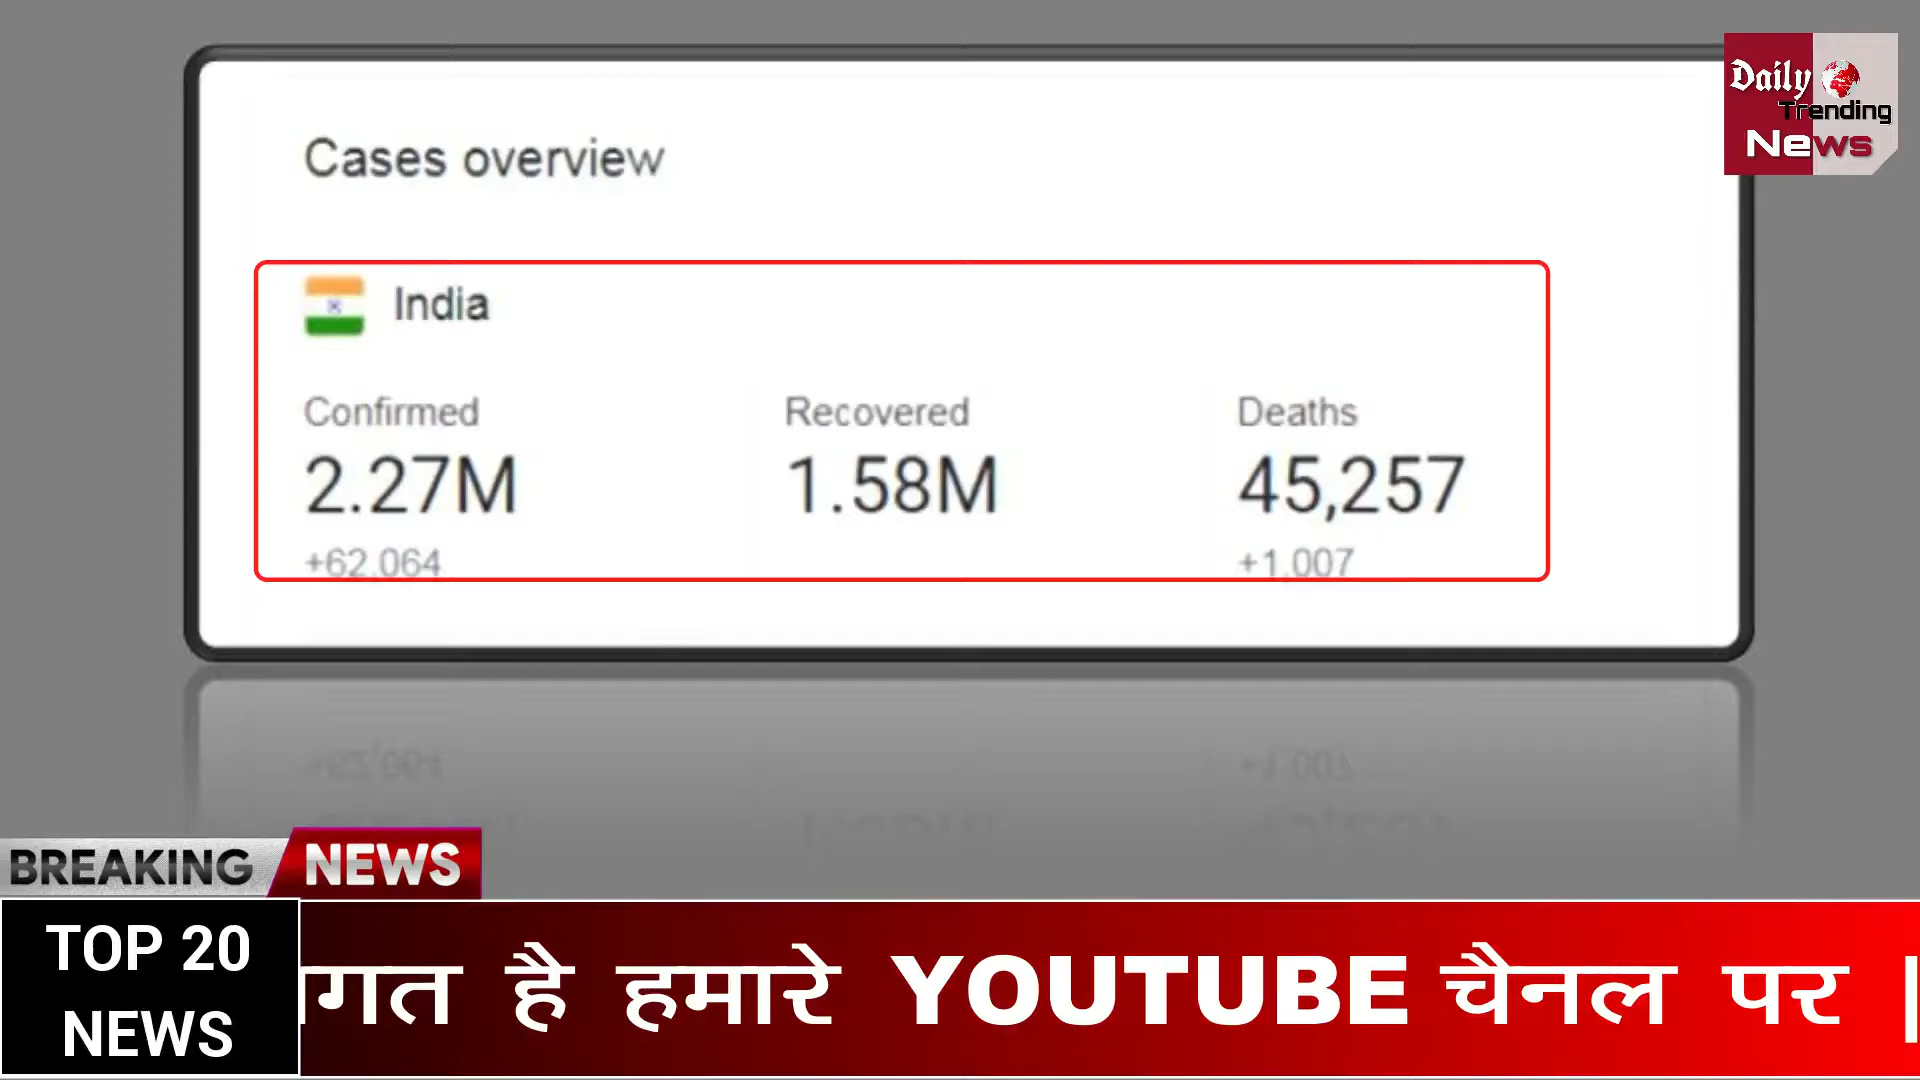 Daily
Trending
News
Cases overview
India
Confirmed
Recovered
Deaths
2.27M
1.58M
45,257
+62,064
+1,007
BREAKING NEWS
TOP 20
NEWS
है हमारे YOUTUBE चैनल पर |